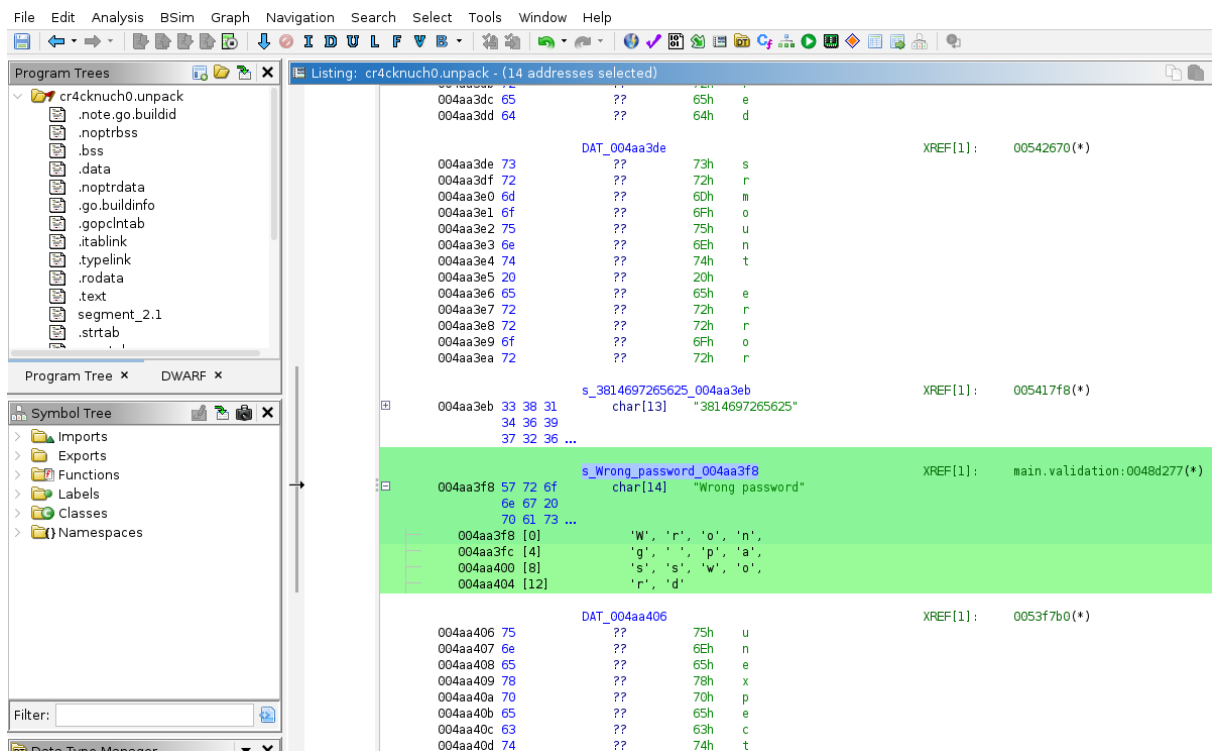 File Edit Analysis BSim Graph Navigation Search Select Tools Window Help
I D U L F V B
Program Trees
Listing: cr4cknuch0.unpack - (14 addresses selected)
cr4cknuch0.unpack
.note.go.buildid
.noptrbss
.bss
.data
.noptrdata
.go.buildinfo
.gopclntab
.itablink
.typelink
.rodata
.text
segment_2.1
.strtab
Program Tree × DWARF ×
Symbol Tree
Imports
Exports
Functions
Labels
Classes
Namespaces
Filter:
Data Type Manager
004aa3dc 65 ?? 65h e
004aa3dd 64 ?? 64h d
DAT_004aa3de XREF[1]: 00542670(*)
004aa3de 73 ?? 73h s
004aa3df 72 ?? 72h r
004aa3e0 6d ?? 6Dh m
004aa3e1 6f ?? 6Fh o
004aa3e2 75 ?? 75h u
004aa3e3 6e ?? 6Eh n
004aa3e4 74 ?? 74h t
004aa3e5 20 ?? 20h
004aa3e6 65 ?? 65h e
004aa3e7 72 ?? 72h r
004aa3e8 72 ?? 72h r
004aa3e9 6f ?? 6Fh o
004aa3ea 72 ?? 72h r
s_3814697265625_004aa3eb XREF[1]: 005417f8(*)
004aa3eb 33 38 31 char[13] "3814697265625"
34 36 39
37 32 36 ...
s_Wrong_password_004aa3f8 XREF[1]: main.validation:0048d277(*)
004aa3f8 57 72 6f char[14] "Wrong password"
6e 67 20
70 61 73 ...
004aa3f8 [0] 'W', 'r', 'o', 'n',
004aa3fc [4] 'g', ' ', 'p', 'a',
004aa400 [8] 's', 's', 'w', 'o',
004aa404 [12] 'r', 'd'
DAT_004aa406 XREF[1]: 0053f7b0(*)
004aa406 75 ?? 75h u
004aa407 6e ?? 6Eh n
004aa408 65 ?? 65h e
004aa409 78 ?? 78h x
004aa40a 70 ?? 70h p
004aa40b 65 ?? 65h e
004aa40c 63 ?? 63h c
004aa40d 74 ?? 74h t